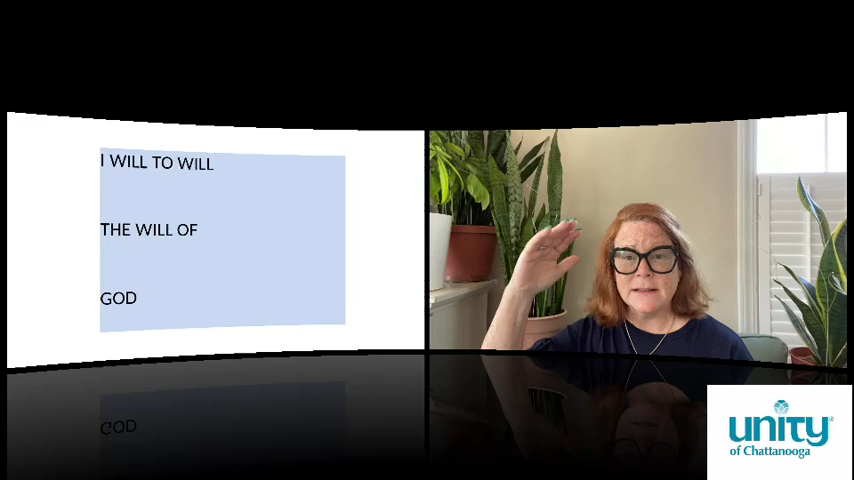 I WILL TO WILL
THE WILL OF
GOD
GOD
unity®
of Chattanooga